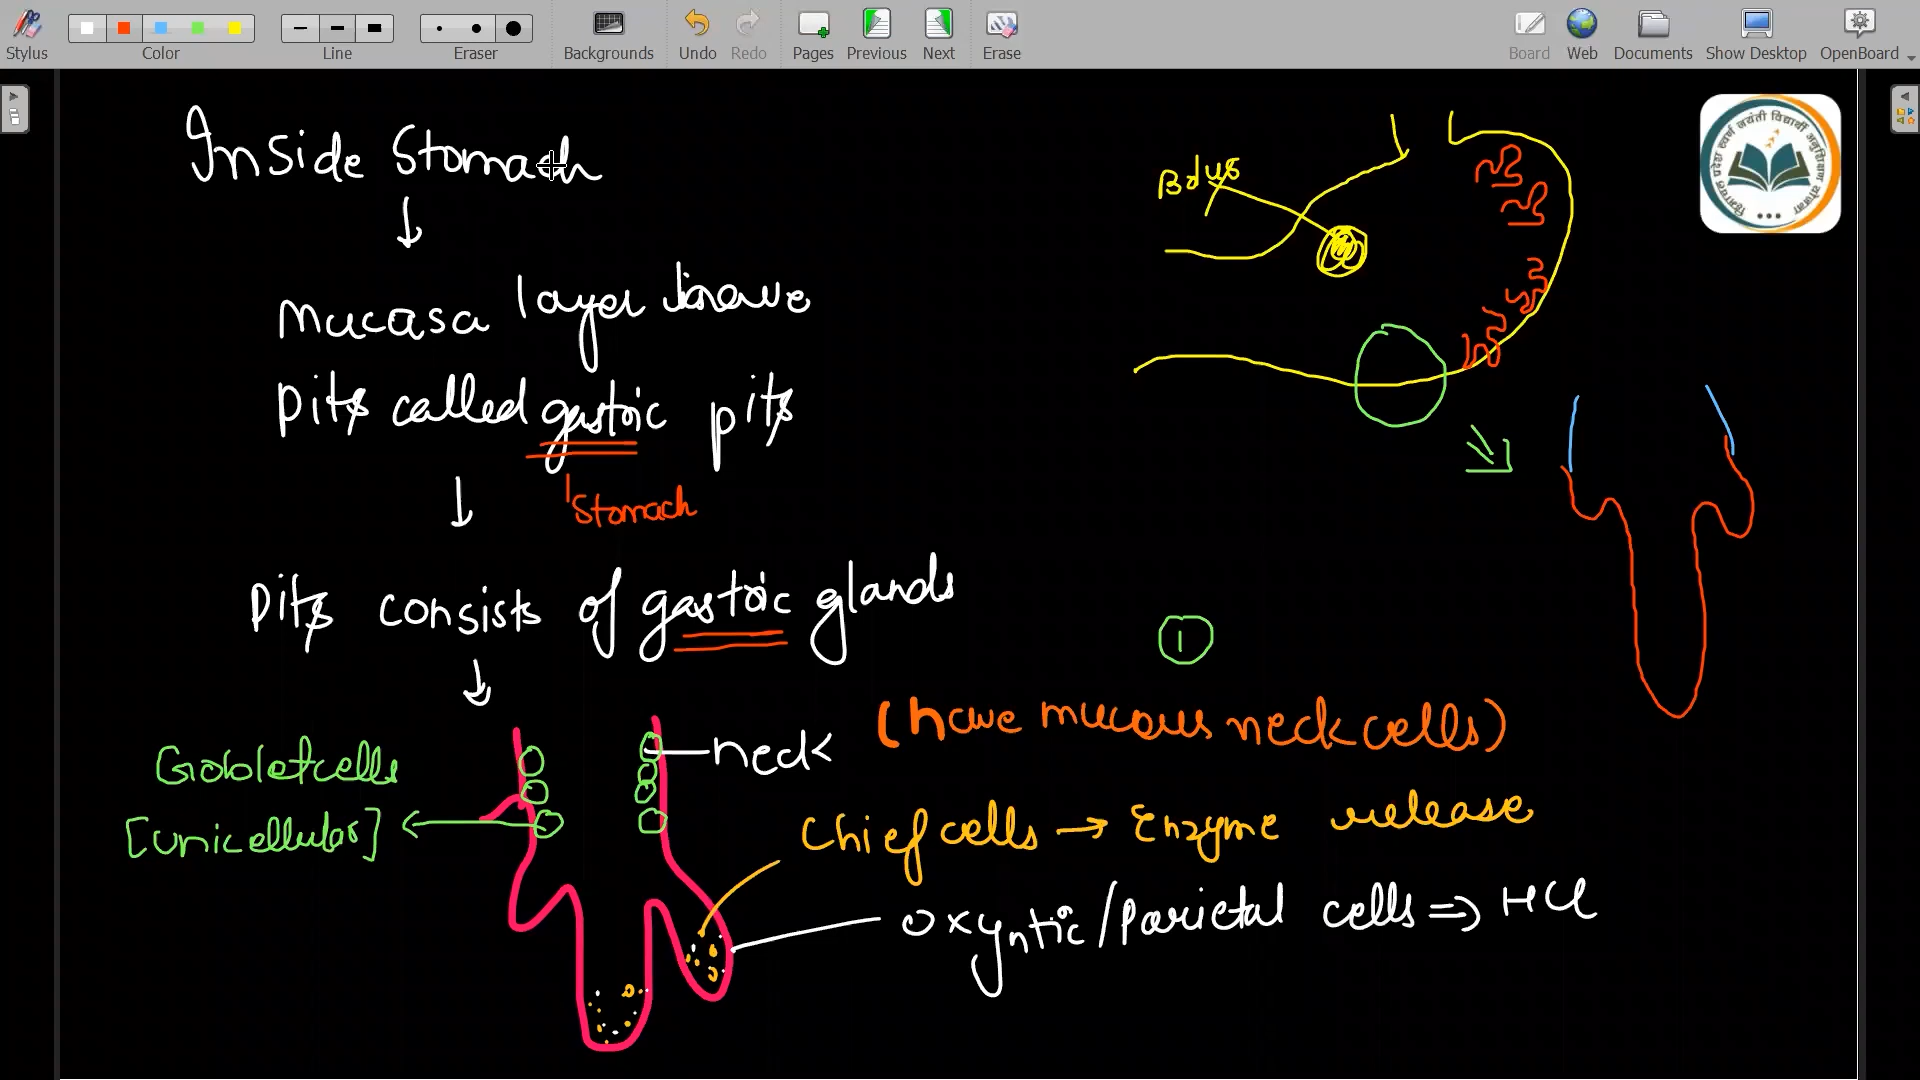 Stylus
Color
Line
Eraser
Backgrounds
Undo
Redo
Pages
Previous
Next
Erase
Board
Web
Documents
Show Desktop
OpenBoard
Inside Stomach
Mucasa layer have
Pits called gastric pits
Stomach
Pits consists of gastric glands
Bolus
1
neck (have mucous neck cells)
Gobletcells
[unicellular]
Chief cells → Enzyme release
Oxyntic/Parietal cells ⇒ HCl